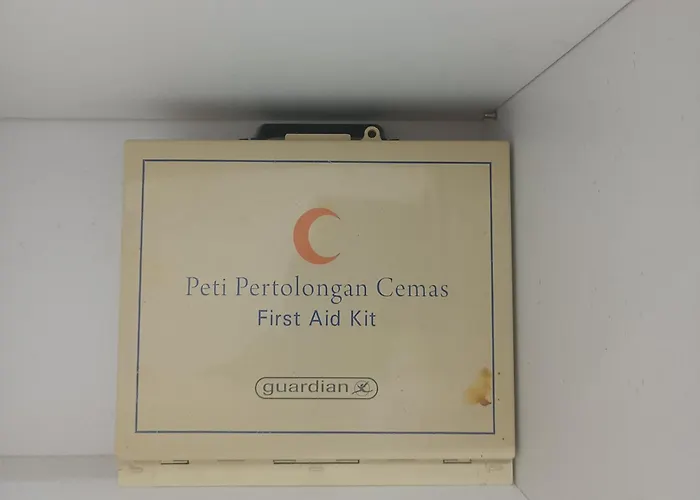 Peti Pertolongan Cemas
First Aid Kit
guardian